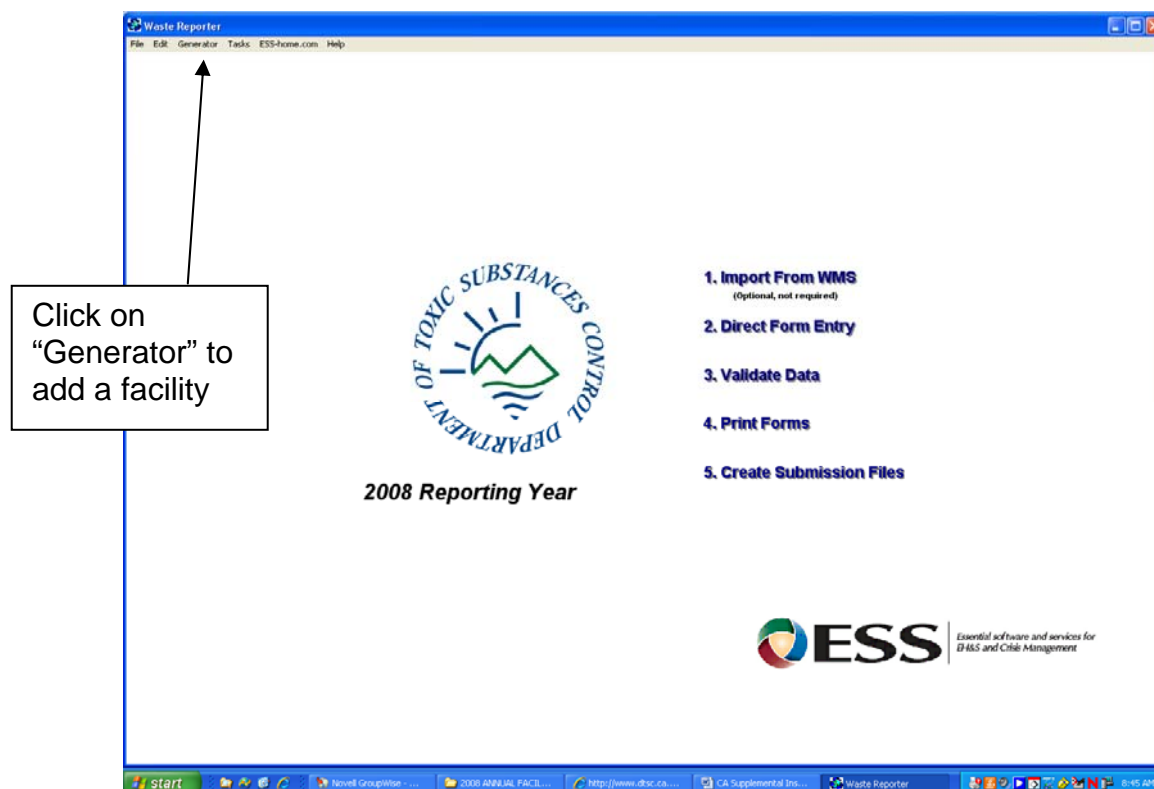 Waste Reporter
File Edit Generator Tasks ESS-home.com Help
Click on
“Generator” to
add a facility
DEPARTMENT OF TOXIC SUBSTANCES CONTROL
2008 Reporting Year
1. Import From WMS
(Optional, not required)
2. Direct Form Entry
3. Validate Data
4. Print Forms
5. Create Submission Files
ESS
Essential software and services for
EH&S and Crisis Management
start
Novell GroupWise - ...
2008 ANNUAL FACIL...
http://www.dtsc.ca....
CA Supplemental Ins...
Waste Reporter
8:45 AM